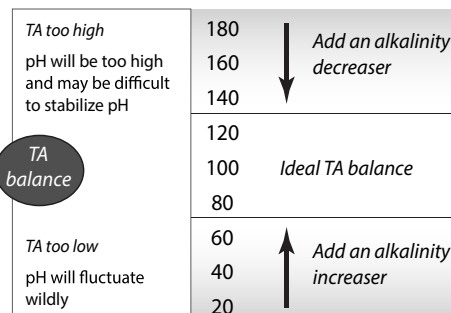 TA too high
pH will be too high
and may be difficult
to stabilize pH
TA
balance
TA too low
pH will fluctuate
wildly
180
160
140
120
100
80
60
40
20
Add an alkalinity
decreaser
Ideal TA balance
Add an alkalinity
increaser